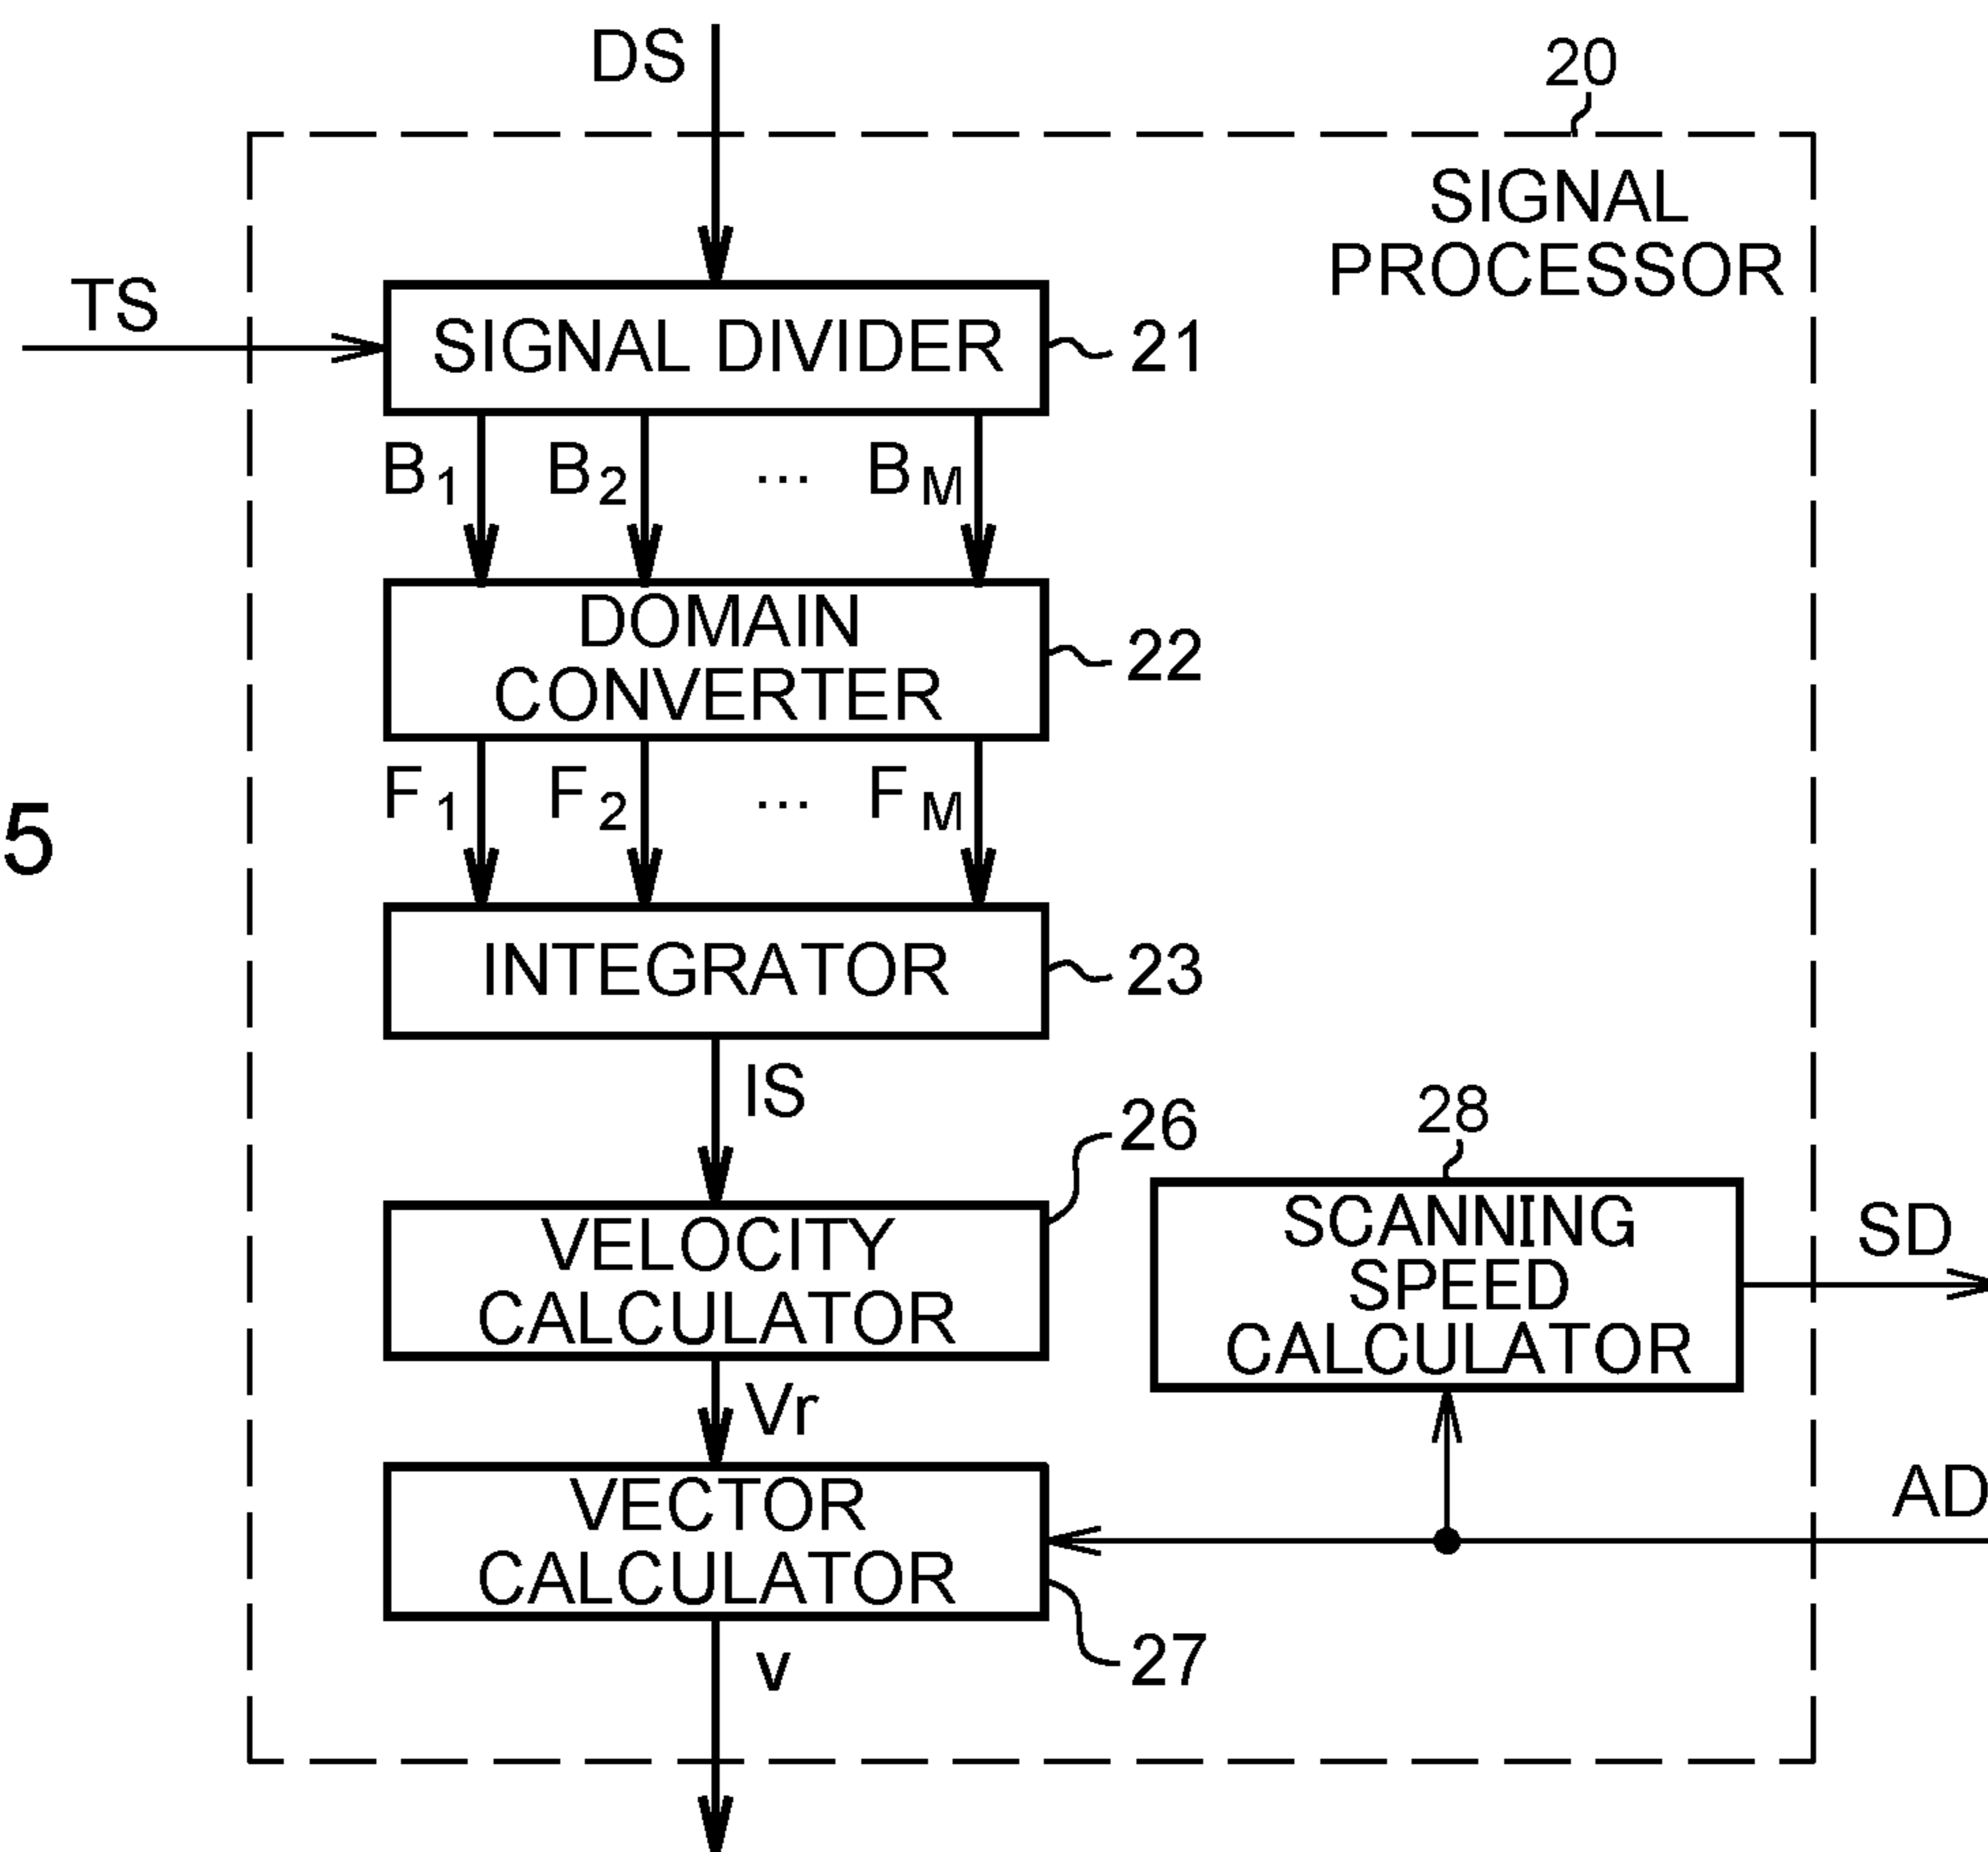 DS
20
SIGNAL
PROCESSOR
TS
SIGNAL DIVIDER
21
B1 B2 ... BM
DOMAIN
CONVERTER
22
F1 F2 ... FM
5
INTEGRATOR
23
IS
26
28
VELOCITY
CALCULATOR
SCANNING
SPEED
CALCULATOR
SD
Vr
AD
VECTOR
CALCULATOR
27
v